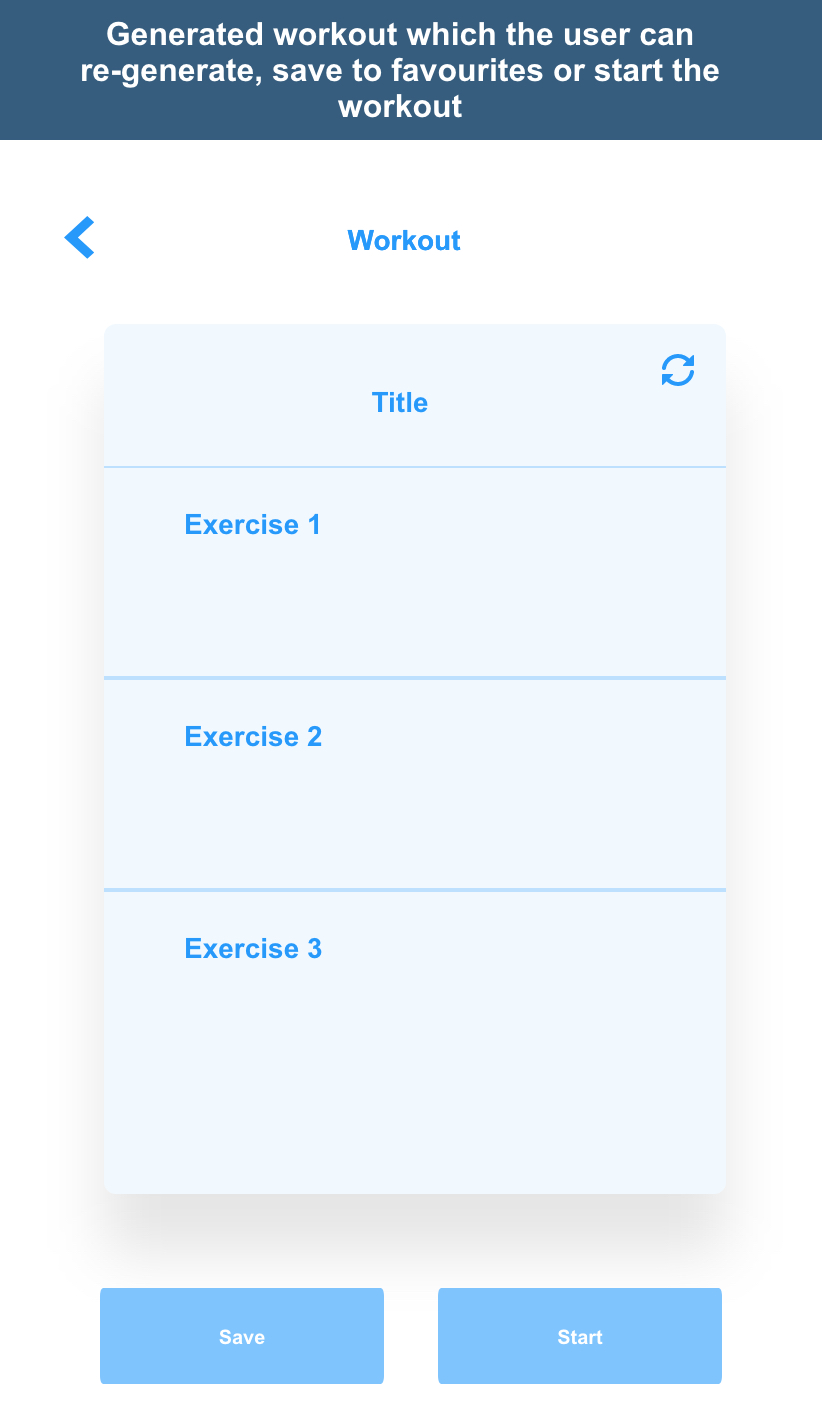 Generated workout which the user can
re-generate, save to favourites or start the
workout
Workout
Title
Exercise 1
Exercise 2
Exercise 3
Save
Start